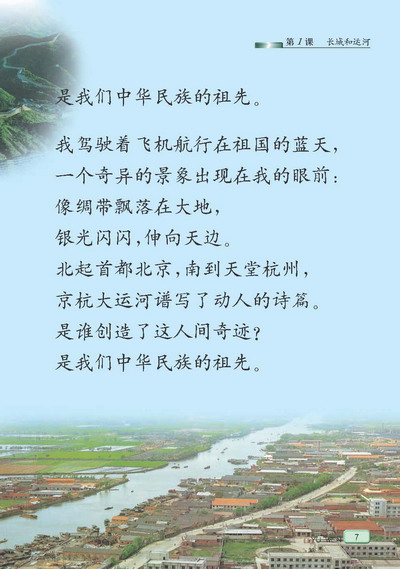 第1课 长城和运河
是我们中华民族的祖先。
我驾驶着飞机航行在祖国的蓝天，
一个奇异的景象出现在我的眼前：
像绸带飘落在大地，
银光闪闪，伸向天边。
北起首都北京，南到天堂杭州，
京杭大运河谱写了动人的诗篇。
是谁创造了这人间奇迹？
是我们中华民族的祖先。
7